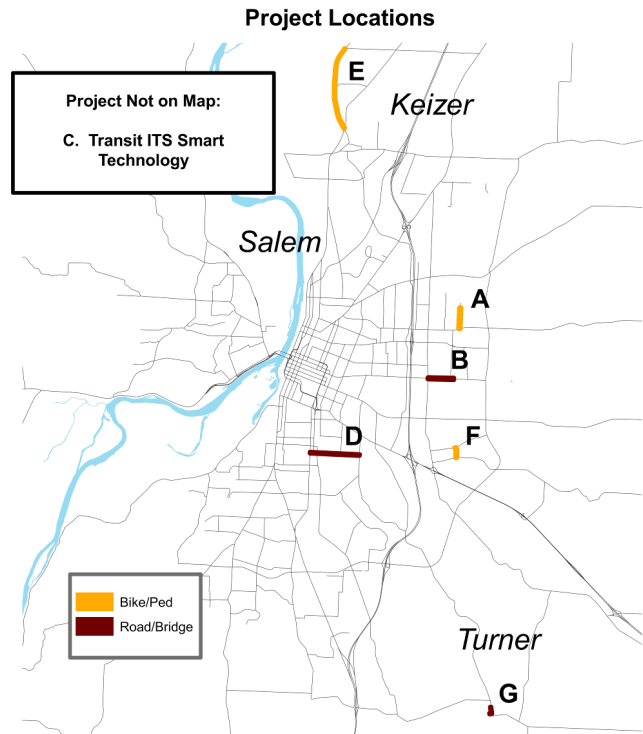 Project Locations
E
Project Not on Map:
C. Transit ITS Smart
Technology
Keizer
Salem
A
B
D
F
Bike/Ped
Road/Bridge
Turner
G